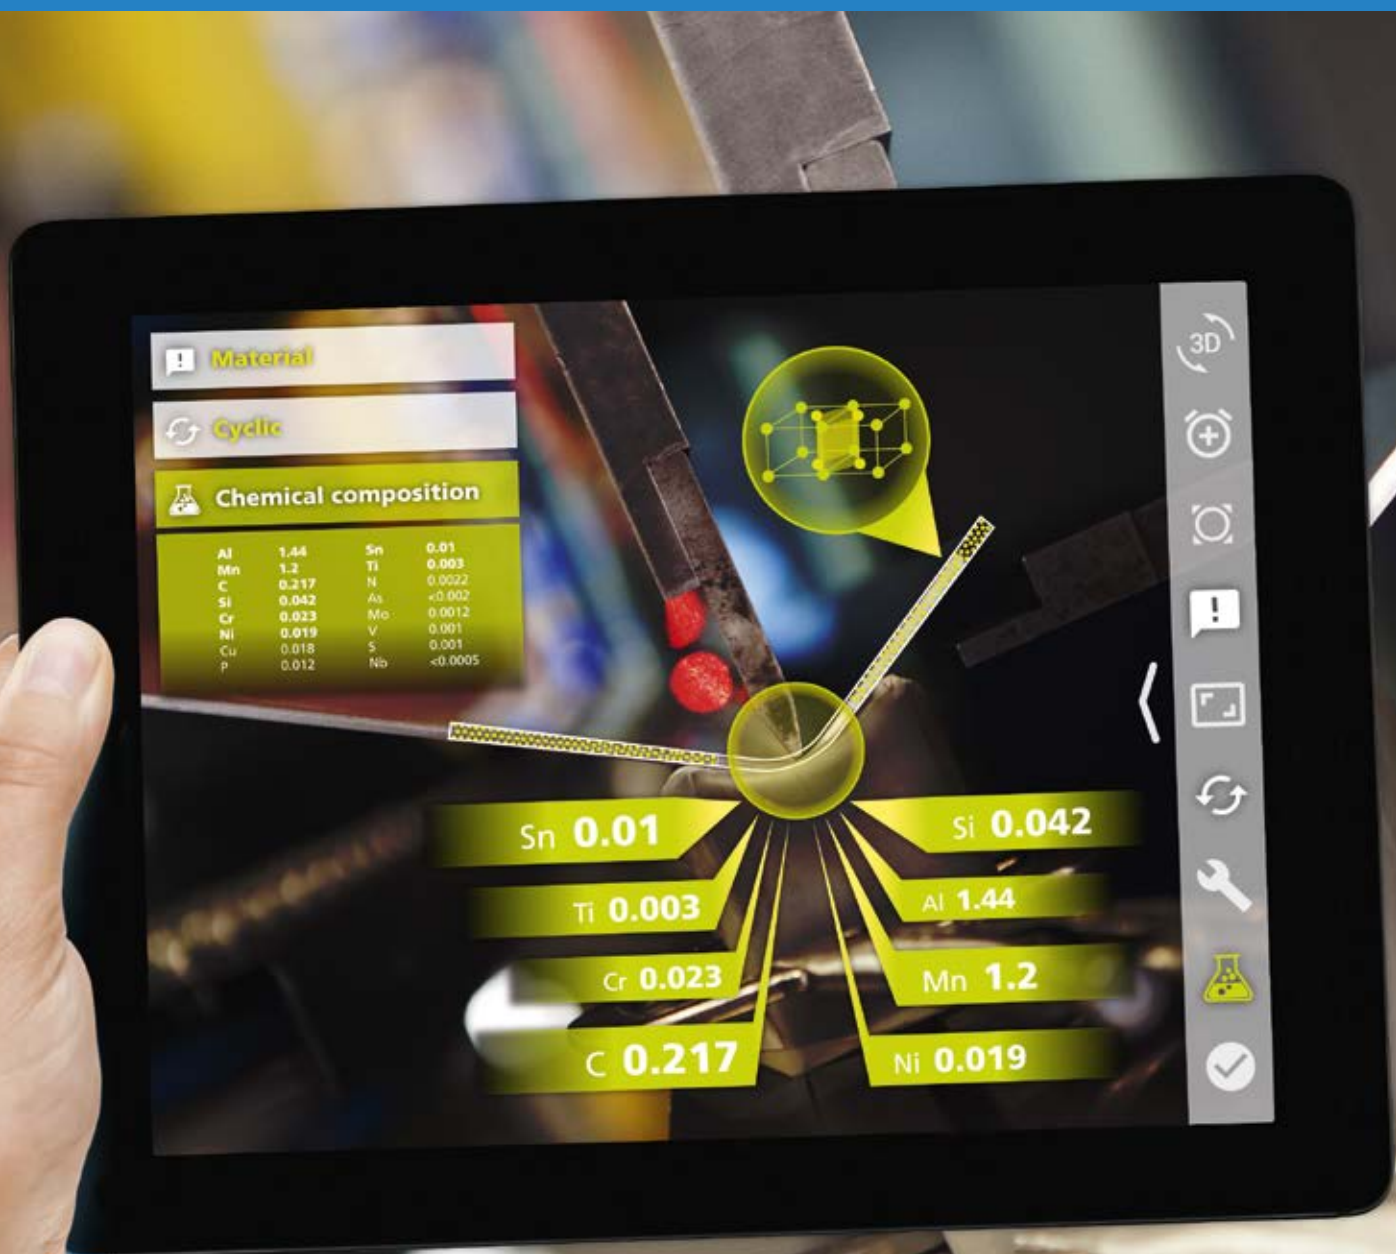 Material
Cyclic
Chemical composition
Al 1.44 Sn 0.01
Mn 1.2 Ti 0.003
C 0.217 N 0.0022
Si 0.042 As <0.002
Cr 0.023 Mo 0.0012
Ni 0.019 V 0.001
Cu 0.018 S 0.001
P 0.012 Nb <0.0005
3D
Sn 0.01
Si 0.042
Ti 0.003
Al 1.44
Cr 0.023
Mn 1.2
C 0.217
Ni 0.019